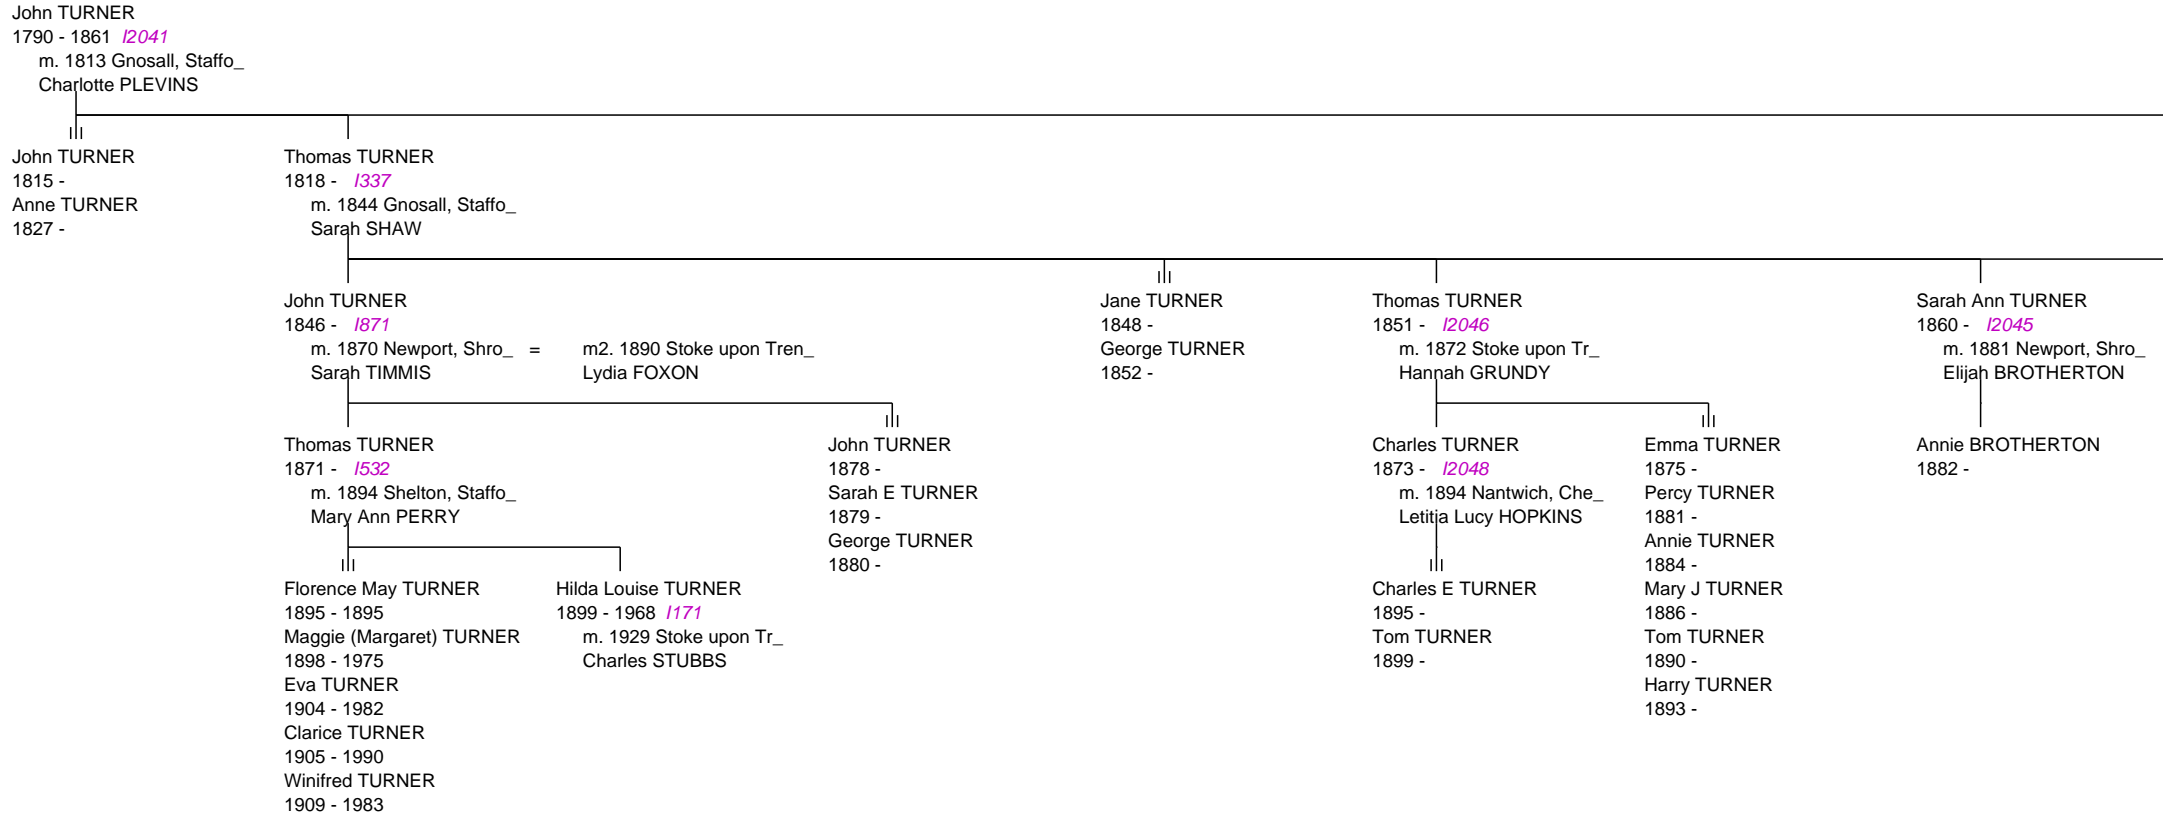 John TURNER
1790 - 1861 I2041
m. 1813 Gnosall, Staffo_
Charlotte PLEVINS
John TURNER
1815 -
Anne TURNER
1827 -
Thomas TURNER
1818 - I337
m. 1844 Gnosall, Staffo_
Sarah SHAW
John TURNER
1846 - I871
m. 1870 Newport, Shro_ = m2. 1890 Stoke upon Tren_
Sarah TIMMIS Lydia FOXON
Jane TURNER
1848 -
George TURNER
1852 -
Thomas TURNER
1851 - I2046
m. 1872 Stoke upon Tr_
Hannah GRUNDY
Sarah Ann TURNER
1860 - I2045
m. 1881 Newport, Shro_
Elijah BROTHERTON
Thomas TURNER
1871 - I532
m. 1894 Shelton, Staffo_
Mary Ann PERRY
John TURNER
1878 -
Sarah E TURNER
1879 -
George TURNER
1880 -
Charles TURNER
1873 - I2048
m. 1894 Nantwich, Che_
Letitia Lucy HOPKINS
Emma TURNER
1875 -
Percy TURNER
1881 -
Annie TURNER
1884 -
Mary J TURNER
1886 -
Tom TURNER
1890 -
Harry TURNER
1893 -
Annie BROTHERTON
1882 -
Florence May TURNER
1895 - 1895
Maggie (Margaret) TURNER
1898 - 1975
Eva TURNER
1904 - 1982
Clarice TURNER
1905 - 1990
Winifred TURNER
1909 - 1983
Hilda Louise TURNER
1899 - 1968 I171
m. 1929 Stoke upon Tr_
Charles STUBBS
Charles E TURNER
1895 -
Tom TURNER
1899 -